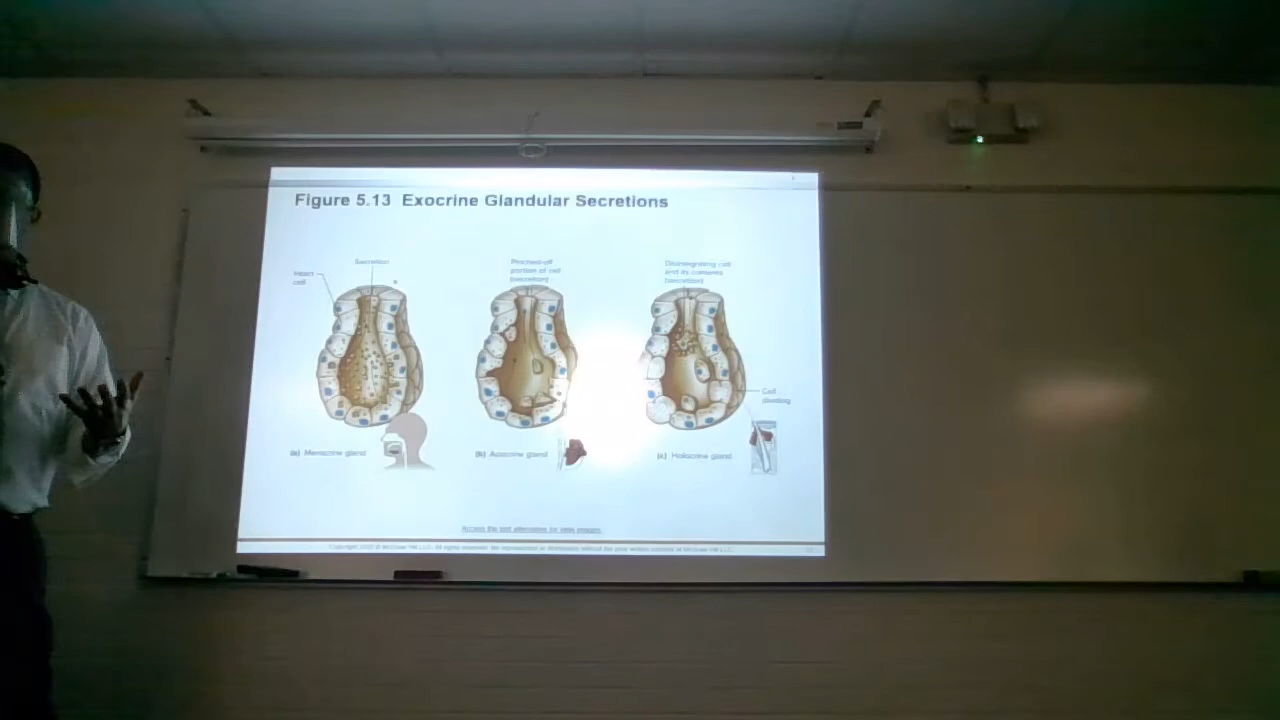 Figure 5.13 Exocrine Glandular Secretions
Secretion
Intact
cell
Pinched-off
portion of cell
(secretion)
Disintegrating cell
and its contents
(secretion)
Cell
dividing
(a) Merocrine gland
(b) Apocrine gland
(c) Holocrine gland
Access the text alternative for slide images.